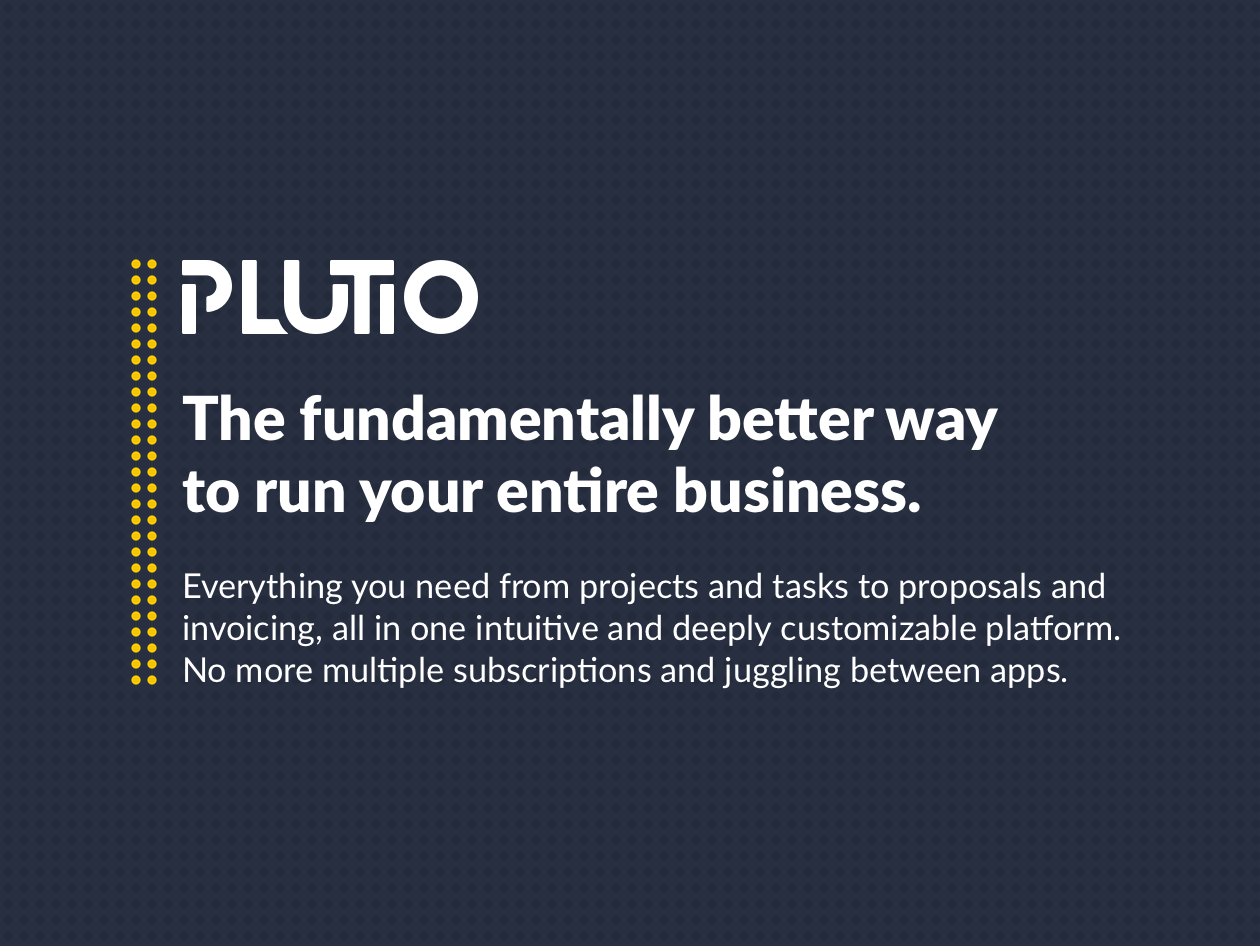 PLUTIO
The fundamentally better way
to run your entire business.
Everything you need from projects and tasks to proposals and
invoicing, all in one intuitive and deeply customizable platform.
No more multiple subscriptions and juggling between apps.